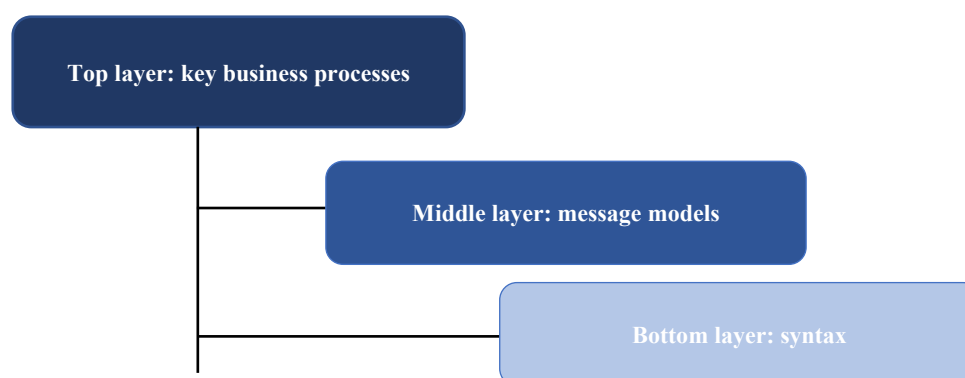 Top layer: key business processes
Middle layer: message models
Bottom layer: syntax